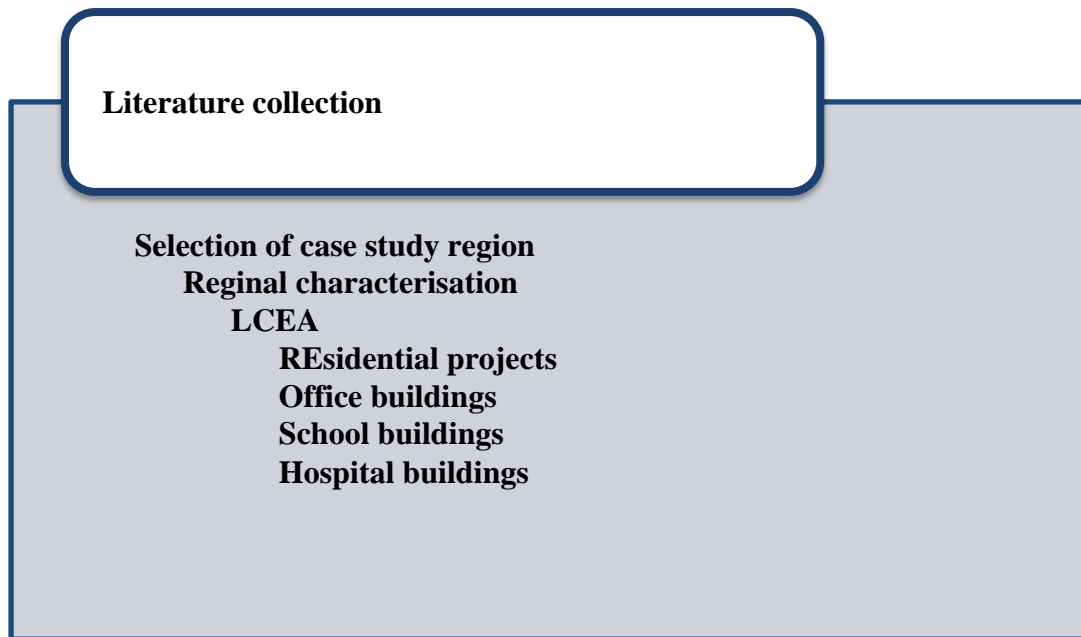 Literature collection
Selection of case study region
Reginal characterisation
LCEA
REsidential projects
Office buildings
School buildings
Hospital buildings